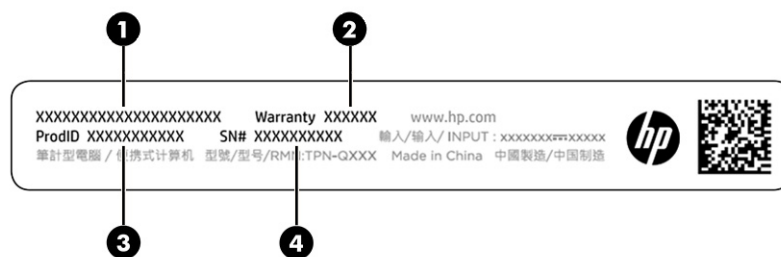 1 2
XXXXXXXXXXXXXXXXXXXXX Warranty XXXXXX www.hp.com
ProdID XXXXXXXXXXX SN# XXXXXXXXXX 輸入/输入/ INPUT : XXXXXXX⎓XXXXX
筆計型電腦 / 便携式计算机 型號/型号/RMN:TPN-QXXX Made in China 中國製造/中国制造
hp
3 4